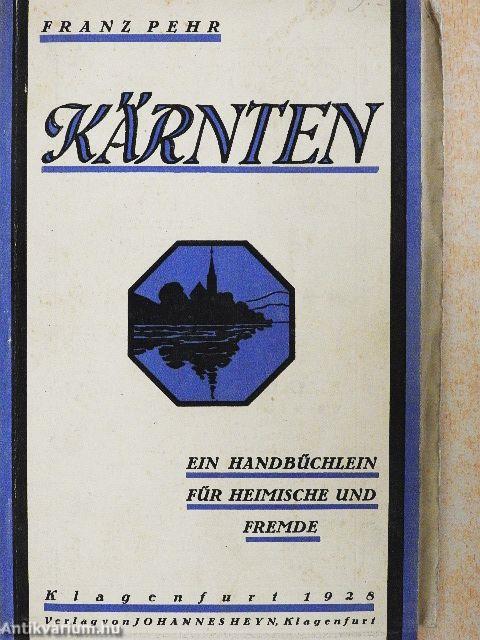 FRANZ PEHR
KÄRNTEN
EIN HANDBÜCHLEIN
FÜR HEIMISCHE UND
FREMDE
Klagenfurt 1928
Verlag von JOHANNES HEYN, Klagenfurt
Antikvarium.hu